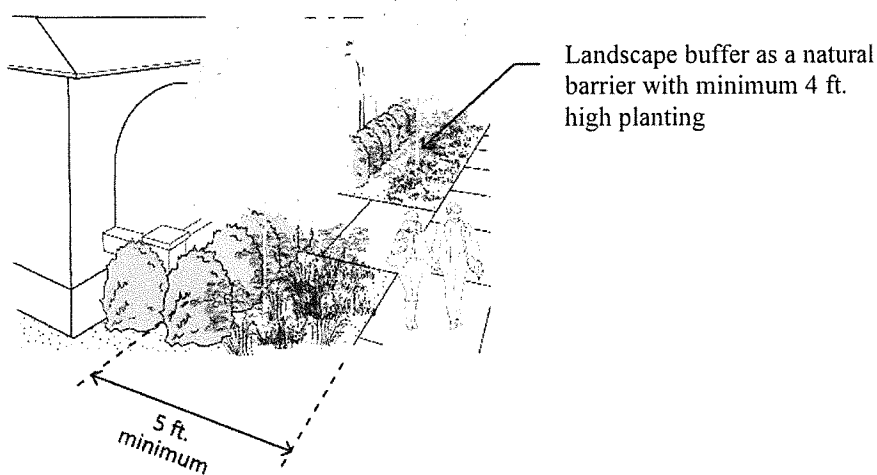 Landscape buffer as a natural
barrier with minimum 4 ft.
high planting
5 ft.
minimum